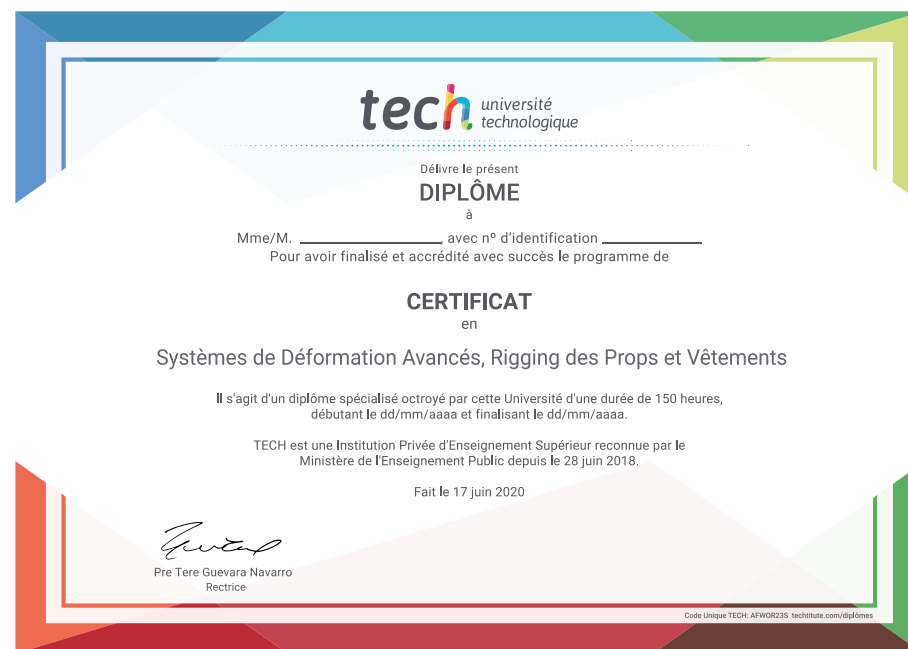 tech université
technologique
Délivre le présent
DIPLÔME
à
Mme/M. ____________________, avec nº d'identification ______________
Pour avoir finalisé et accrédité avec succès le programme de
CERTIFICAT
en
Systèmes de Déformation Avancés, Rigging des Props et Vêtements
Il s'agit d'un diplôme spécialisé octroyé par cette Université d'une durée de 150 heures,
débutant le dd/mm/aaaa et finalisant le dd/mm/aaaa.
TECH est une Institution Privée d'Enseignement Supérieur reconnue par le
Ministère de l'Enseignement Public depuis le 28 juin 2018.
Fait le 17 juin 2020
Pre Tere Guevara Navarro
Rectrice
Code Unique TECH: AFWOR23S techtitute.com/diplômes